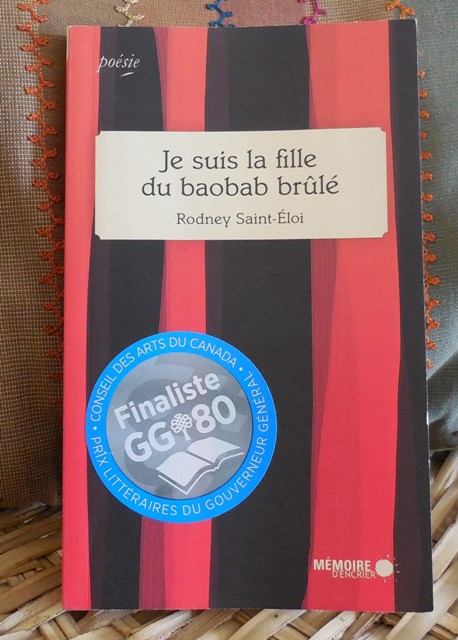 poésie
Je suis la fille
du baobab brûlé
Rodney Saint-Éloi
CONSEIL DES ARTS DU CANADA •
Finaliste
GG 80
PRIX LITTÉRAIRES DU GOUVERNEUR GÉNÉRAL •
MÉMOIRE
D'ENCRIER